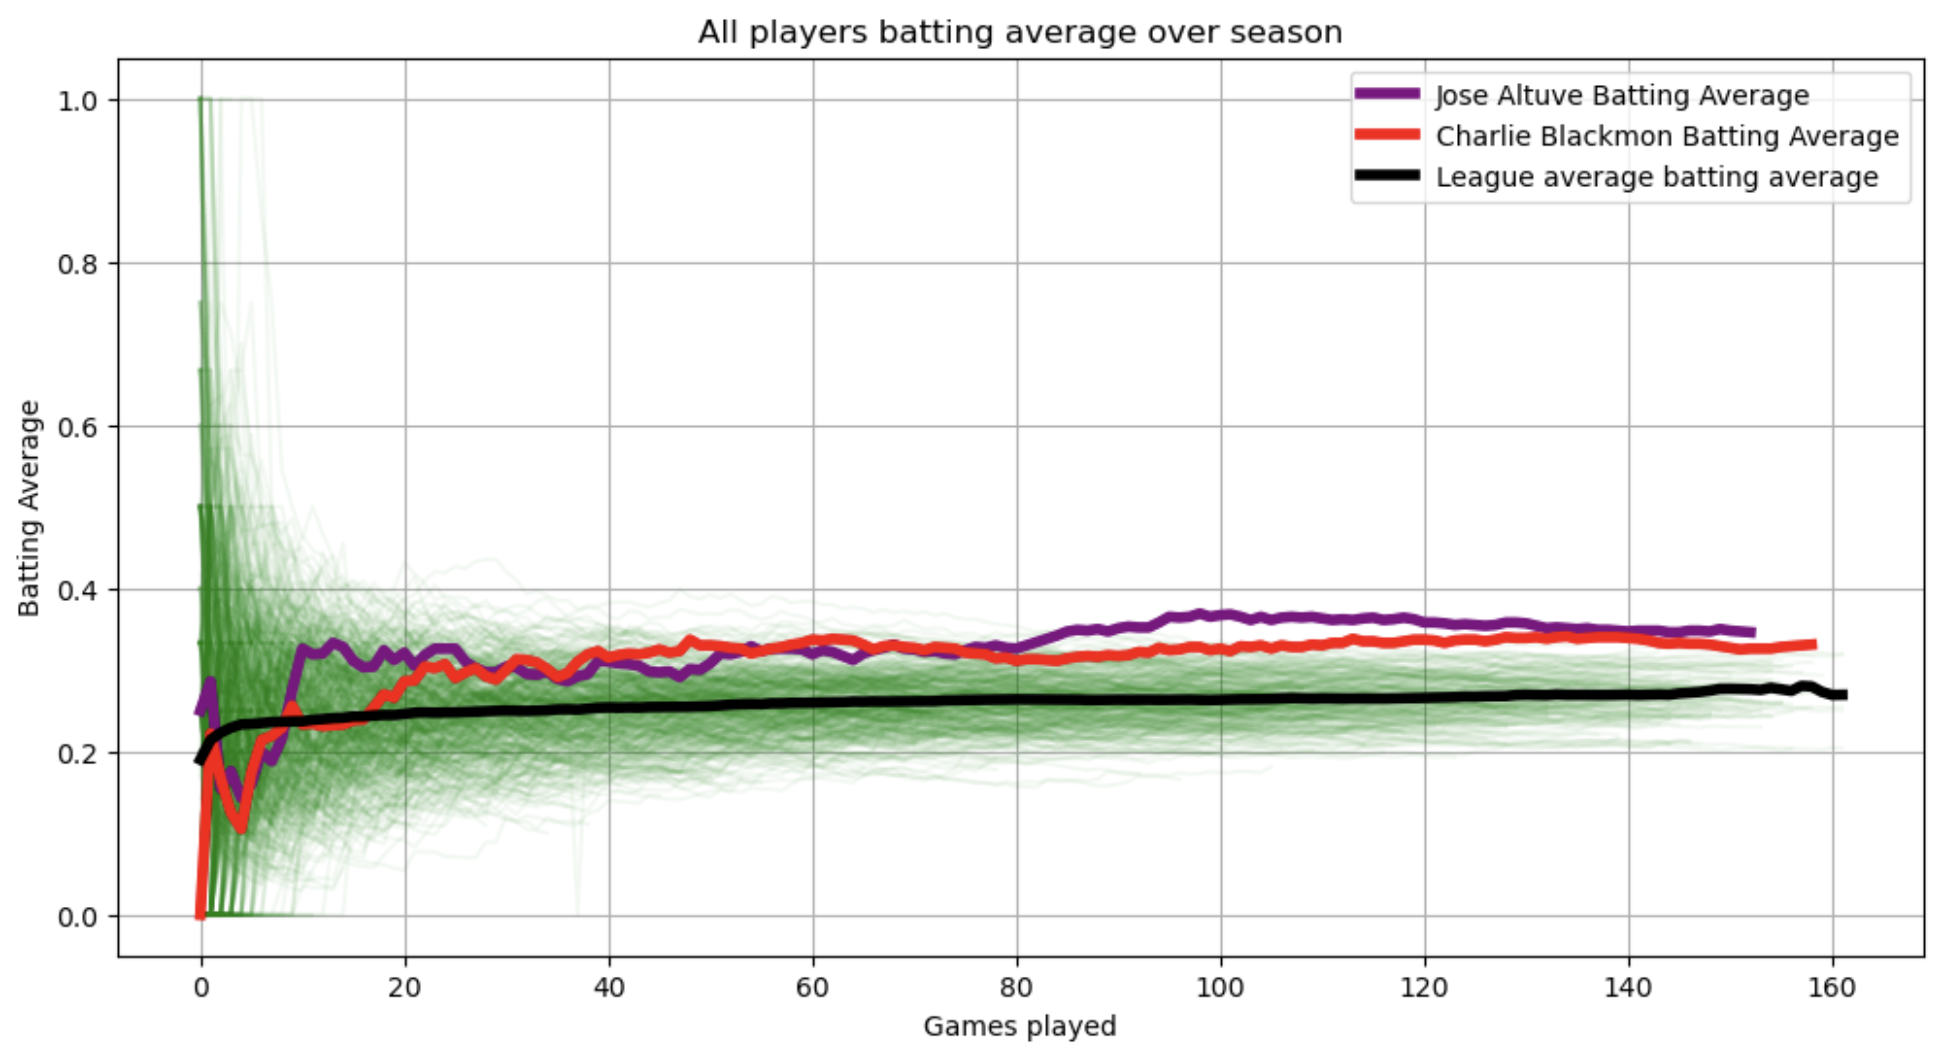 All players batting average over season
Jose Altuve Batting Average
Charlie Blackmon Batting Average
League average batting average
Batting Average
1.0
0.8
0.6
0.4
0.2
0.0
0 20 40 60 80 100 120 140 160
Games played